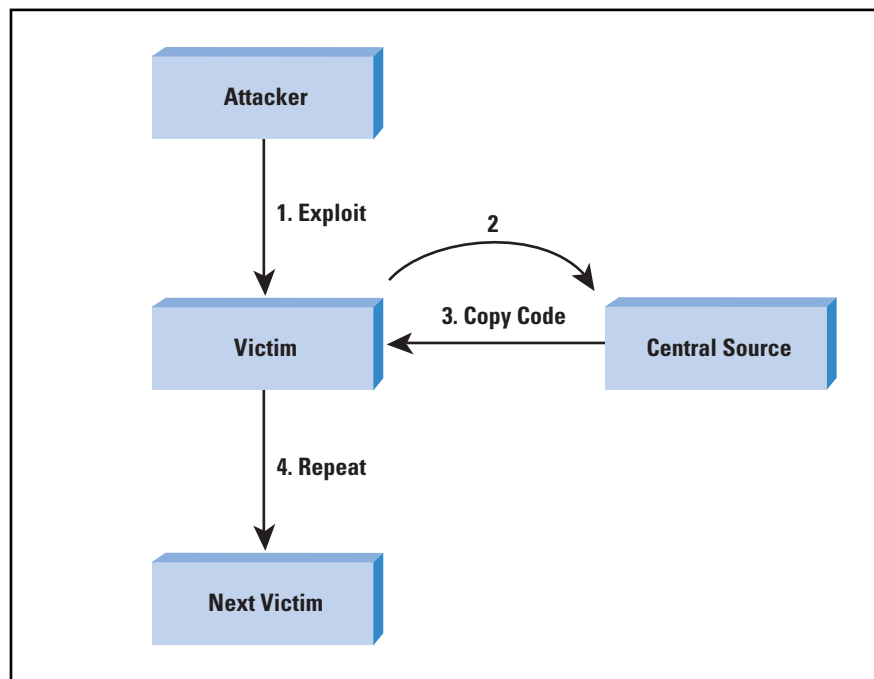 Attacker
1. Exploit
2
Victim
3. Copy Code
Central Source
4. Repeat
Next Victim